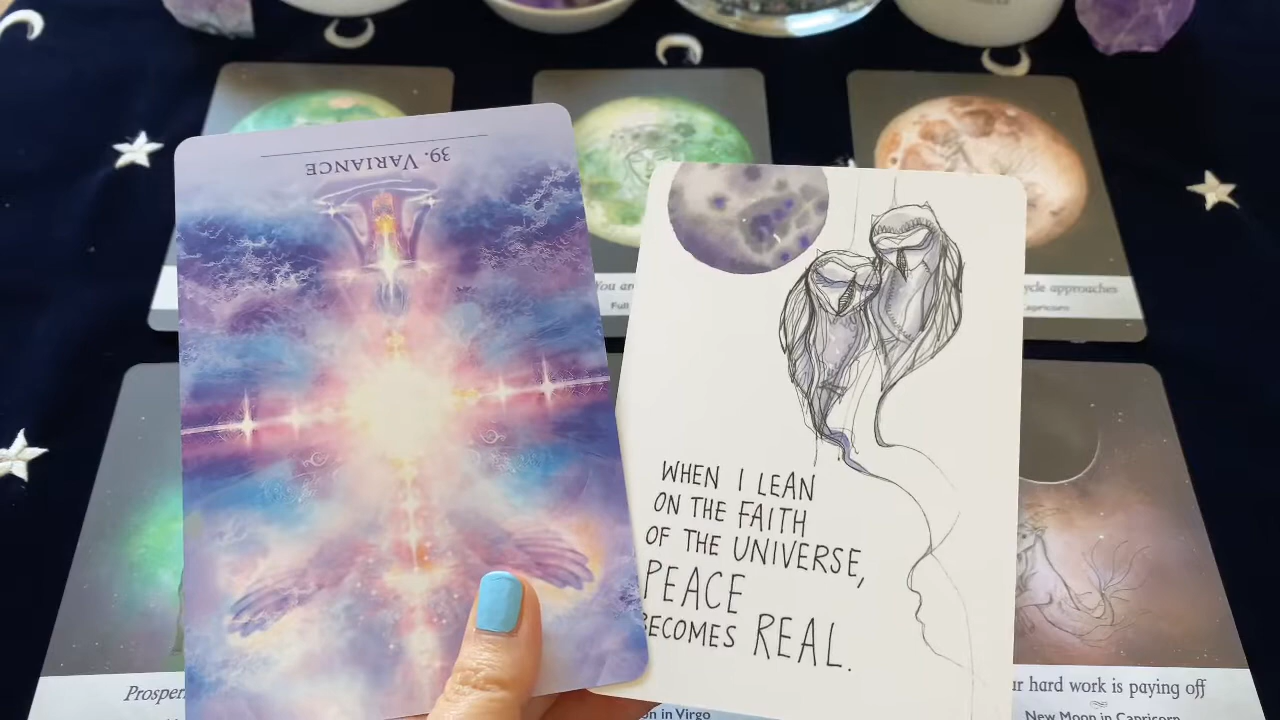 39. VARIANCE
You are
Full
cycle approaches
Capricorn
WHEN I LEAN
ON THE FAITH
OF THE UNIVERSE,
PEACE
BECOMES REAL.
Prosper
ur hard work is paying off
on in Virgo
New Moon in Capricorn